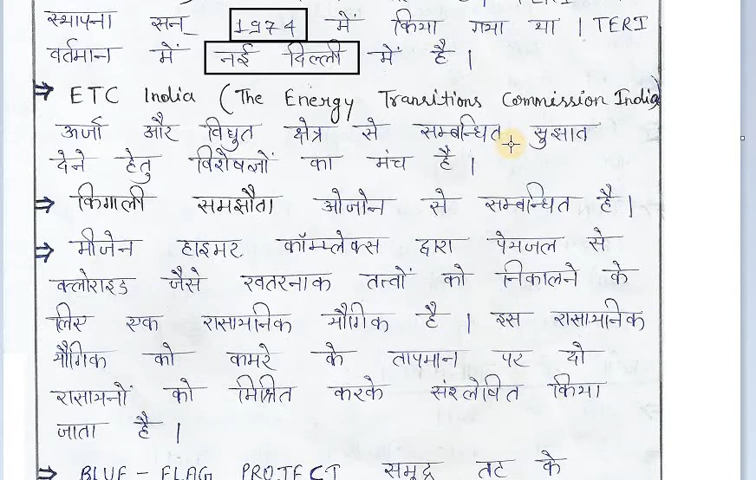 स्थापना सन् 1974 में किया गया था | TERI
वर्तमान में नई दिल्ली में है |
⇒ ETC India (The Energy Transitions Commission India)
ऊर्जा और विधुत क्षेत्र से सम्बन्धित सुझाव
देने हेतु विशेषज्ञों का मंच है |
⇒ किगाली समझौता ओजोन से सम्बन्धित है |
⇒ मीजेन हाइमर कॉम्प्लेक्स द्वारा पेयजल से
क्लोराइड जैसे खतरनाक तत्वों को निकालने के
लिए एक रासायनिक यौगिक है | इस रासायनिक
यौगिक को कमरे के तापमान पर दो
रासायनों को मिश्रित करके संश्लेषित किया
जाता है |
⇒ BLUE - FLAG PROJECT समुद्र तट के